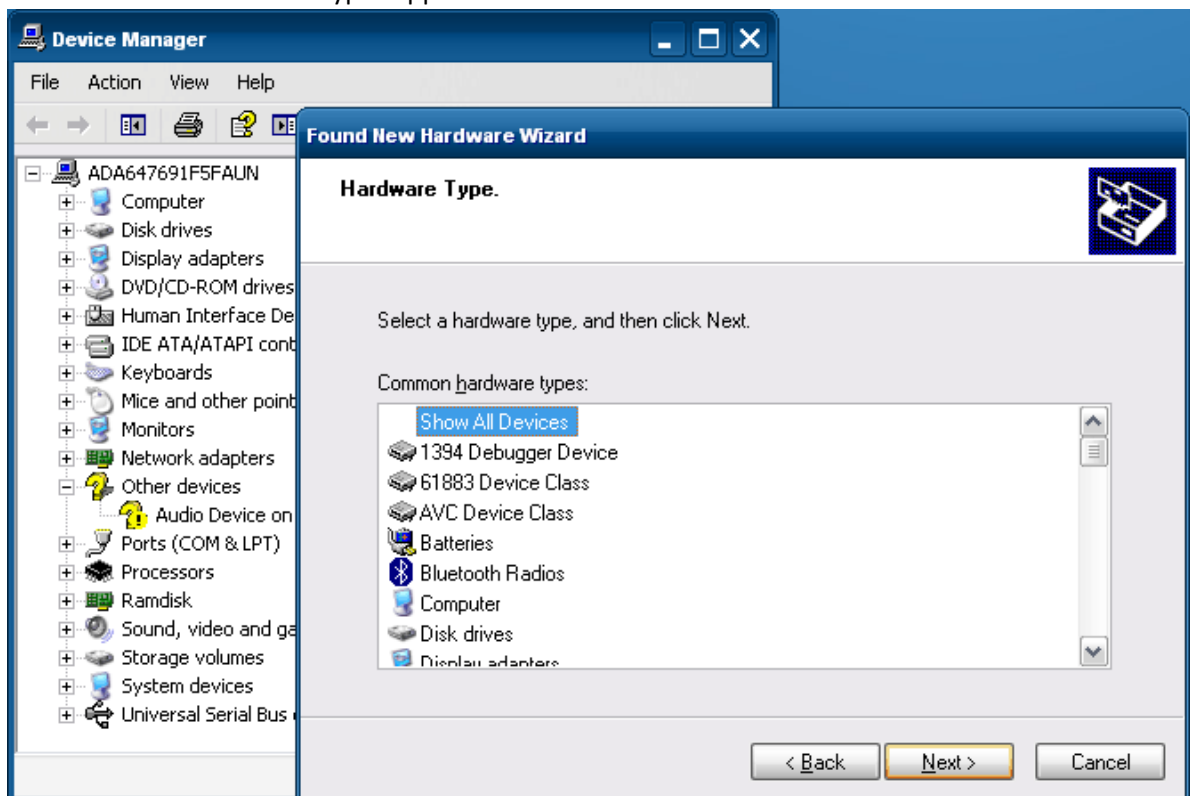 Device Manager
File Action View Help
ADA647691F5FAUN
Computer
Disk drives
Display adapters
DVD/CD-ROM drives
Human Interface De
IDE ATA/ATAPI cont
Keyboards
Mice and other point
Monitors
Network adapters
Other devices
Audio Device on
Ports (COM & LPT)
Processors
Ramdisk
Sound, video and ga
Storage volumes
System devices
Universal Serial Bus
Found New Hardware Wizard
Hardware Type.
Select a hardware type, and then click Next.
Common hardware types:
Show All Devices
1394 Debugger Device
61883 Device Class
AVC Device Class
Batteries
Bluetooth Radios
Computer
Disk drives
Display adapters
< Back Next > Cancel